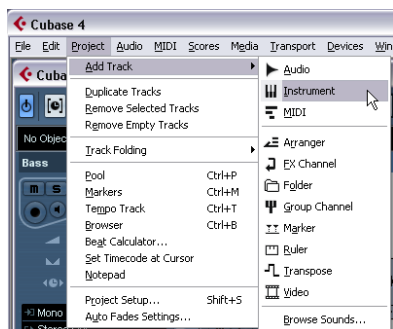 Cubase 4
File Edit Project Audio MIDI Scores Media Transport Devices Win
Cuba
No Objec
Bass
m S
Mono
Add Track
Duplicate Tracks
Remove Selected Tracks
Remove Empty Tracks
Track Folding
Pool Ctrl+P
Markers Ctrl+M
Tempo Track Ctrl+T
Browser Ctrl+B
Beat Calculator...
Set Timecode at Cursor
Notepad
Project Setup... Shift+S
Auto Fades Settings...
Audio
Instrument
MIDI
Arranger
FX Channel
Folder
Group Channel
Marker
Ruler
Transpose
Video
Browse Sounds...